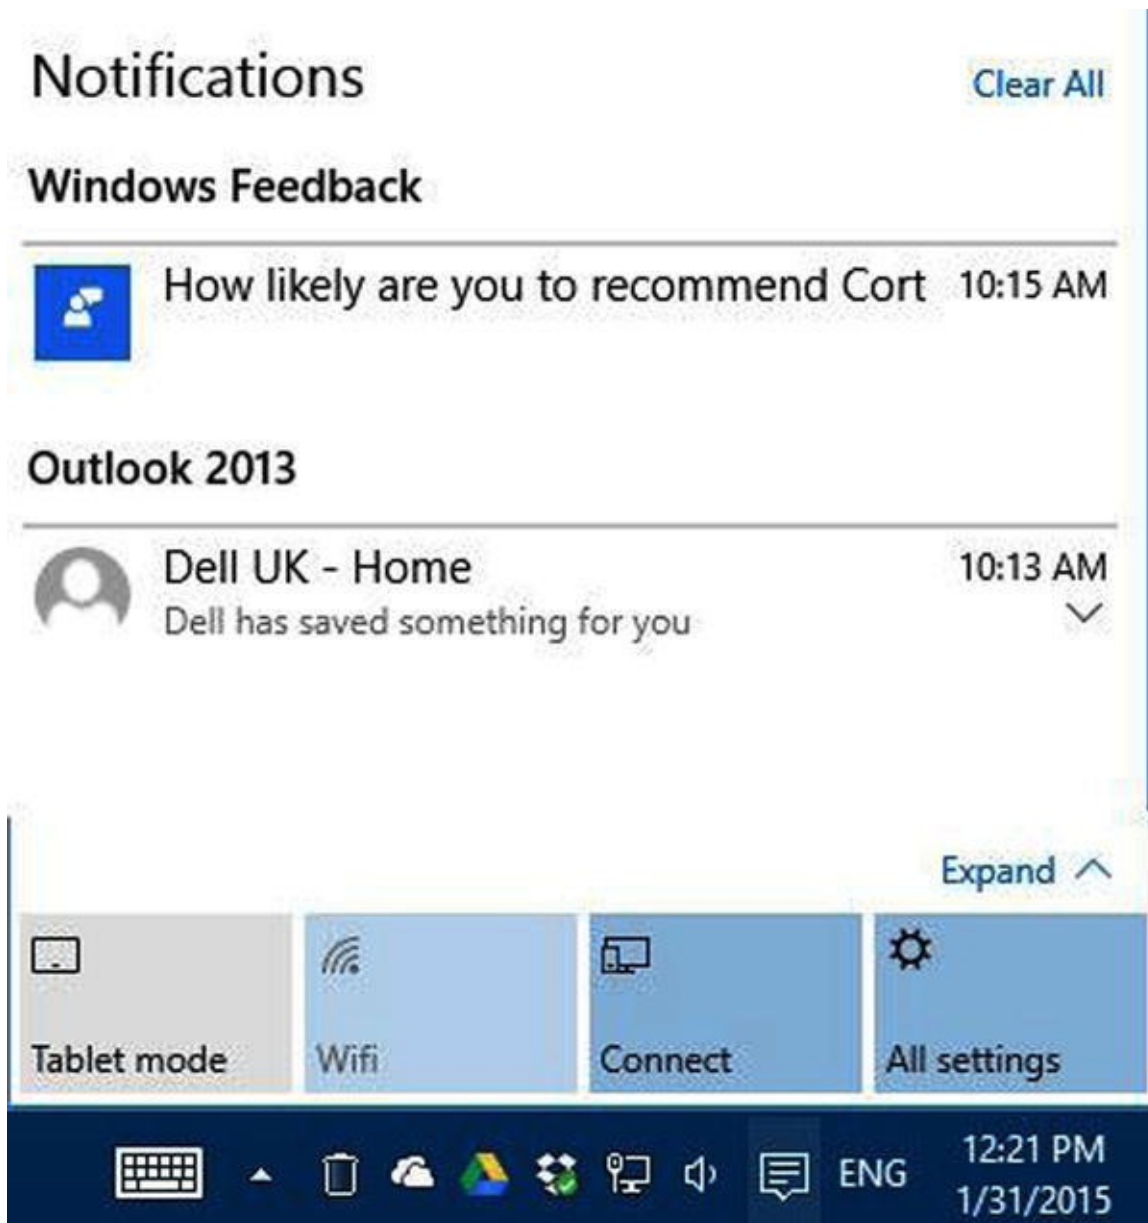 Notifications
Clear All
Windows Feedback
How likely are you to recommend Cort 10:15 AM
Outlook 2013
Dell UK - Home 10:13 AM
Dell has saved something for you
Expand
Tablet mode
Wifi
Connect
All settings
ENG
12:21 PM
1/31/2015